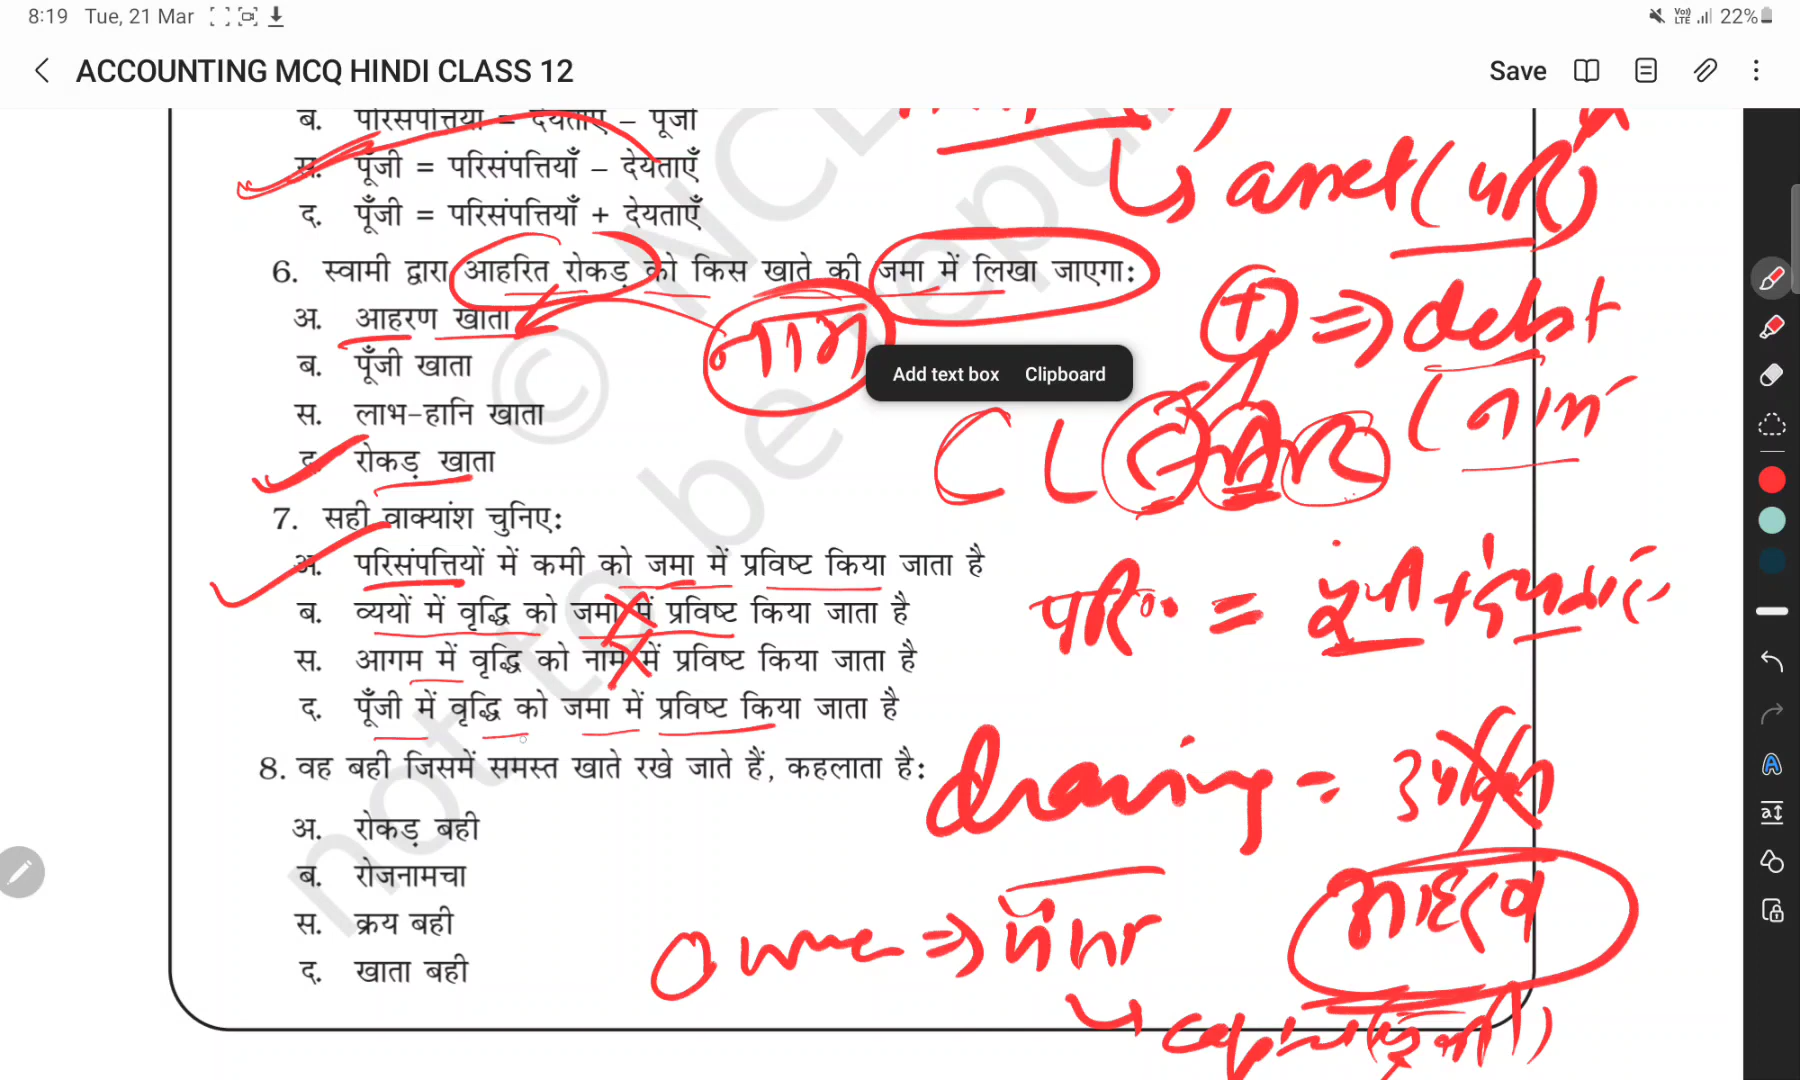 8:19 Tue, 21 Mar
22%
ACCOUNTING MCQ HINDI CLASS 12
Save
ब. परिसंपत्तियाँ = देयताएँ – पूँजी
स. पूँजी = परिसंपत्तियाँ – देयताएँ
द. पूँजी = परिसंपत्तियाँ + देयताएँ
6. स्वामी द्वारा आहरित रोकड़ को किस खाते की जमा में लिखा जाएगा:
अ. आहरण खाता
ब. पूँजी खाता
स. लाभ-हानि खाता
द. रोकड़ खाता
7. सही वाक्यांश चुनिए:
अ. परिसंपत्तियों में कमी को जमा में प्रविष्ट किया जाता है
ब. व्ययों में वृद्धि को जमा में प्रविष्ट किया जाता है
स. आगम में वृद्धि को नाम में प्रविष्ट किया जाता है
द. पूँजी में वृद्धि को जमा में प्रविष्ट किया जाता है
8. वह बही जिसमें समस्त खाते रखे जाते हैं, कहलाता है:
अ. रोकड़ बही
ब. रोजनामचा
स. क्रय बही
द. खाता बही
Add text box Clipboard
नाम
(नाम
drawing =
not to be